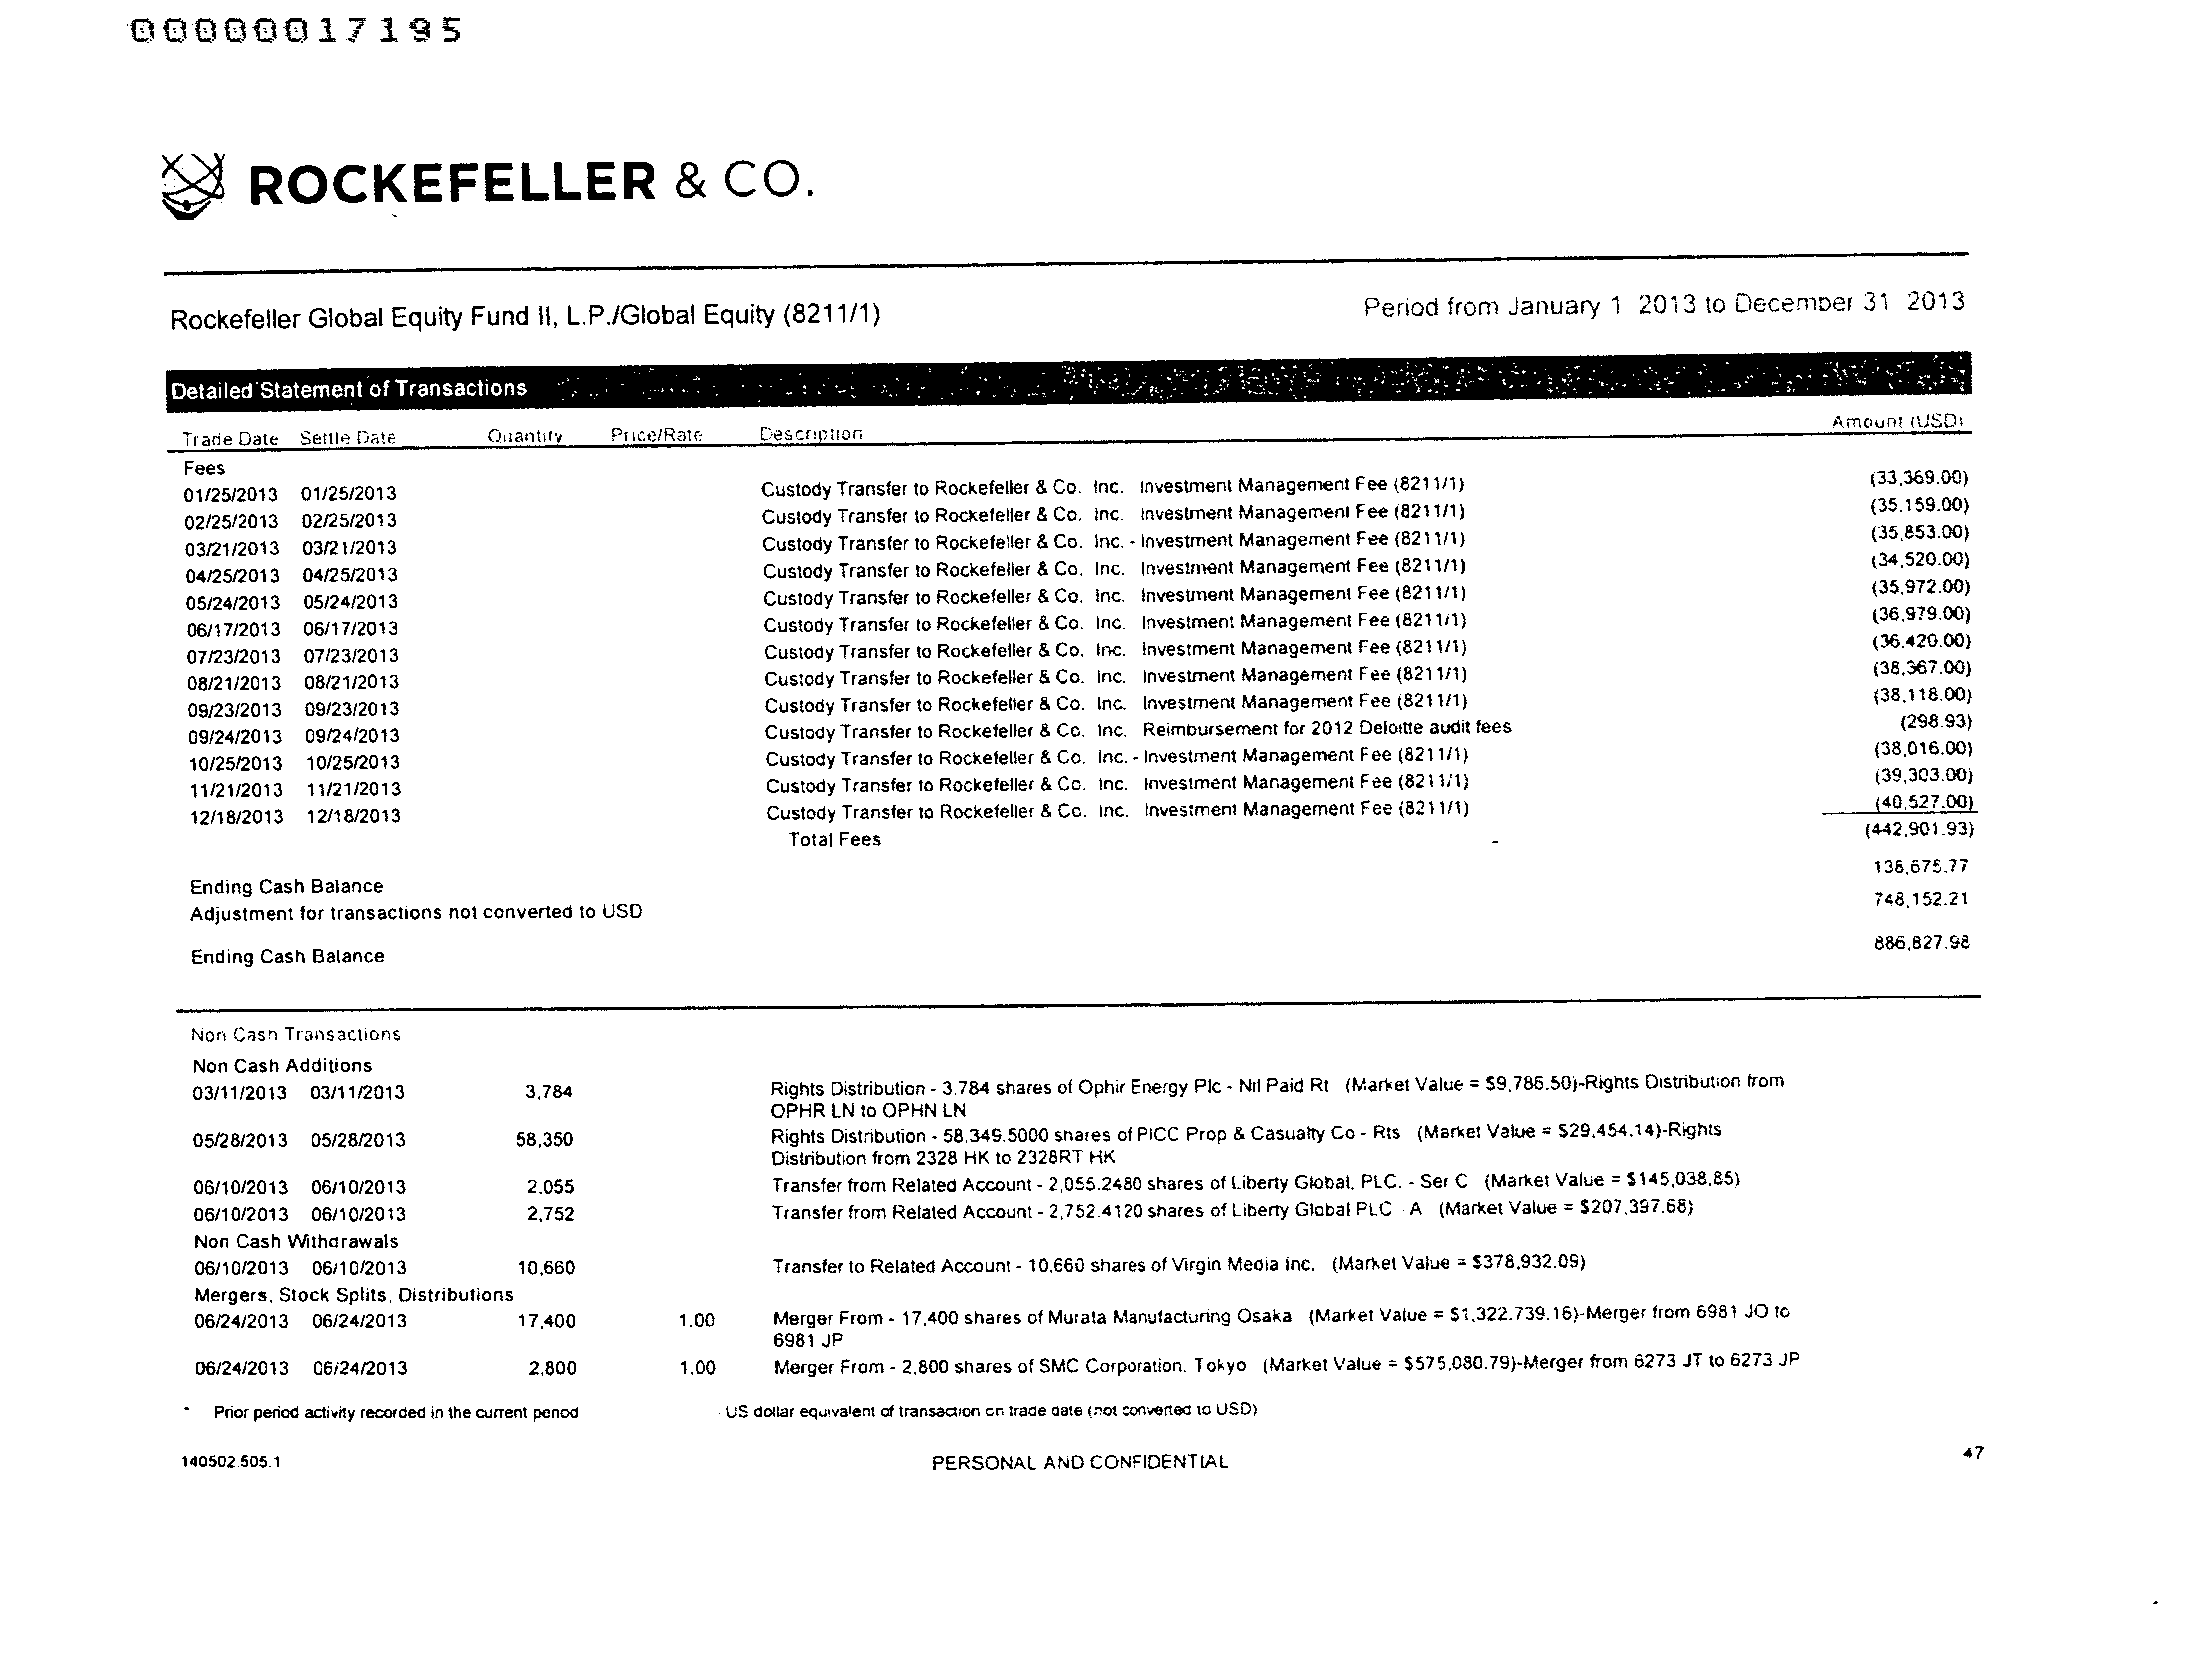 00000017195
ROCKEFELLER & CO.
Rockefeller Global Equity Fund II, L.P./Global Equity (8211/1) Period from January 1 2013 to December 31 2013
Detailed Statement of Transactions
Trade Date Settle Date Quantity Price/Rate Description Amount (USD)
Fees
01/25/2013 01/25/2013 Custody Transfer to Rockefeller & Co. Inc. Investment Management Fee (8211/1) (33,369.00)
02/25/2013 02/25/2013 Custody Transfer to Rockefeller & Co. Inc. Investment Management Fee (8211/1) (35,159.00)
03/21/2013 03/21/2013 Custody Transfer to Rockefeller & Co. Inc. - Investment Management Fee (8211/1) (35,853.00)
04/25/2013 04/25/2013 Custody Transfer to Rockefeller & Co. Inc. Investment Management Fee (8211/1) (34,520.00)
05/24/2013 05/24/2013 Custody Transfer to Rockefeller & Co. Inc. Investment Management Fee (8211/1) (35,972.00)
06/17/2013 06/17/2013 Custody Transfer to Rockefeller & Co. Inc. Investment Management Fee (8211/1) (36,979.00)
07/23/2013 07/23/2013 Custody Transfer to Rockefeller & Co. Inc. Investment Management Fee (8211/1) (36,420.00)
08/21/2013 08/21/2013 Custody Transfer to Rockefeller & Co. Inc. Investment Management Fee (8211/1) (38,367.00)
09/23/2013 09/23/2013 Custody Transfer to Rockefeller & Co. Inc. Investment Management Fee (8211/1) (38,118.00)
09/24/2013 09/24/2013 Custody Transfer to Rockefeller & Co. Inc. Reimbursement for 2012 Deloitte audit fees (298.93)
10/25/2013 10/25/2013 Custody Transfer to Rockefeller & Co. Inc. - Investment Management Fee (8211/1) (38,016.00)
11/21/2013 11/21/2013 Custody Transfer to Rockefeller & Co. Inc. Investment Management Fee (8211/1) (39,303.00)
12/18/2013 12/18/2013 Custody Transfer to Rockefeller & Co. Inc. Investment Management Fee (8211/1) (40,527.00)
Total Fees (442,901.93)
Ending Cash Balance 138,675.77
Adjustment for transactions not converted to USD 748,152.21
Ending Cash Balance 886,827.98
Non Cash Transactions
Non Cash Additions
03/11/2013 03/11/2013 3,784 Rights Distribution - 3,784 shares of Ophir Energy Plc - Nil Paid Rt (Market Value = $9,786.50)-Rights Distribution from
OPHR LN to OPHN LN
05/28/2013 05/28/2013 58,350 Rights Distribution - 58,349.5000 shares of PICC Prop & Casualty Co - Rts (Market Value = $29,454.14)-Rights
Distribution from 2328 HK to 2328RT HK
06/10/2013 06/10/2013 2,055 Transfer from Related Account - 2,055.2480 shares of Liberty Global, PLC. - Ser C (Market Value = $145,038.85)
06/10/2013 06/10/2013 2,752 Transfer from Related Account - 2,752.4120 shares of Liberty Global PLC - A (Market Value = $207,397.68)
Non Cash Withdrawals
06/10/2013 06/10/2013 10,660 Transfer to Related Account - 10,660 shares of Virgin Media Inc. (Market Value = $378,932.09)
Mergers, Stock Splits, Distributions
06/24/2013 06/24/2013 17,400 1.00 Merger From - 17,400 shares of Murata Manufacturing Osaka (Market Value = $1,322,739.16)-Merger from 6981 JO to
6981 JP
06/24/2013 06/24/2013 2,800 1.00 Merger From - 2,800 shares of SMC Corporation, Tokyo (Market Value = $575,080.79)-Merger from 6273 JT to 6273 JP
* Prior period activity recorded in the current period US dollar equivalent of transaction on trade date (not converted to USD)
140502.505.1 PERSONAL AND CONFIDENTIAL 47